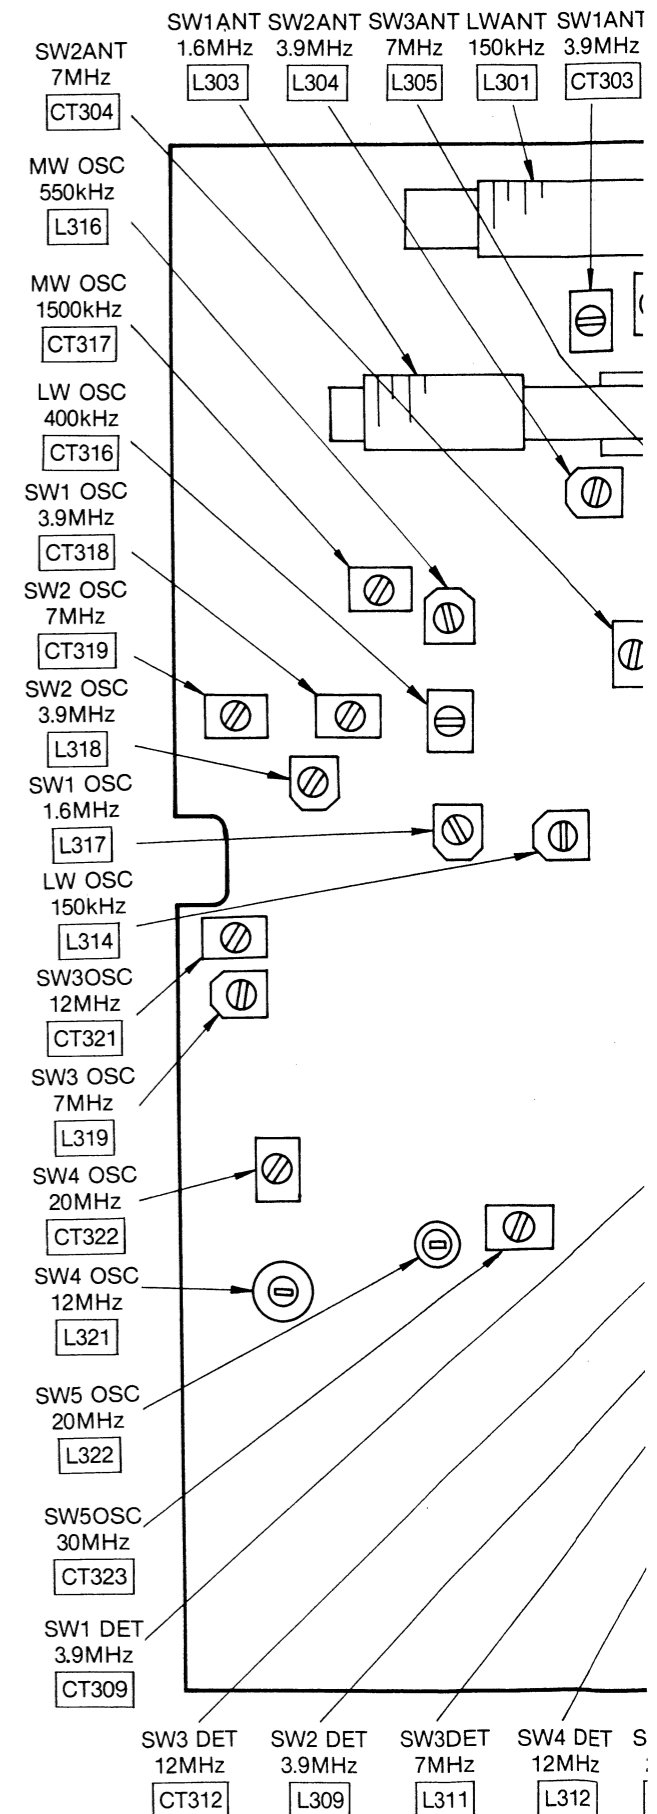 SW1ANT
1.6MHz
L303
SW2ANT
3.9MHz
L304
SW3ANT
7MHz
L305
LWANT
150kHz
L301
SW1ANT
3.9MHz
CT303
SW2ANT
7MHz
CT304
MW OSC
550kHz
L316
MW OSC
1500kHz
CT317
LW OSC
400kHz
CT316
SW1 OSC
3.9MHz
CT318
SW2 OSC
7MHz
CT319
SW2 OSC
3.9MHz
L318
SW1 OSC
1.6MHz
L317
LW OSC
150kHz
L314
SW3OSC
12MHz
CT321
SW3 OSC
7MHz
L319
SW4 OSC
20MHz
CT322
SW4 OSC
12MHz
L321
SW5 OSC
20MHz
L322
SW5OSC
30MHz
CT323
SW1 DET
3.9MHz
CT309
SW3 DET
12MHz
CT312
SW2 DET
3.9MHz
L309
SW3DET
7MHz
L311
SW4 DET
12MHz
L312
S